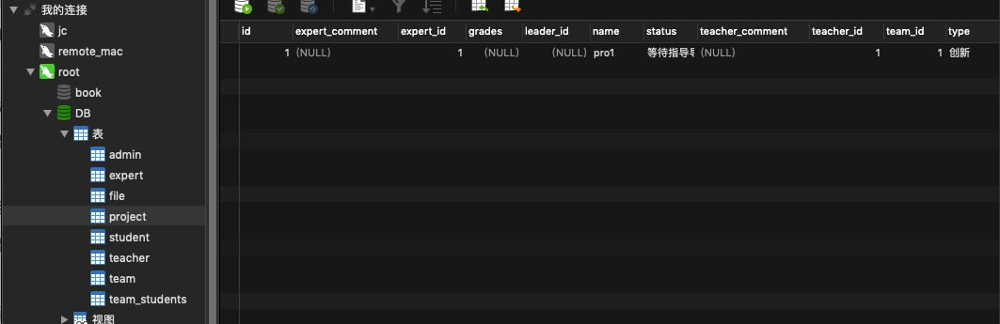 我的连接
jc
remote_mac
root
book
DB
表
admin
expert
file
project
student
teacher
team
team_students
视图
id expert_comment expert_id grades leader_id name status teacher_comment teacher_id team_id type
1 (NULL) 1 (NULL) (NULL) pro1 等待指导 (NULL) 1 1 创新